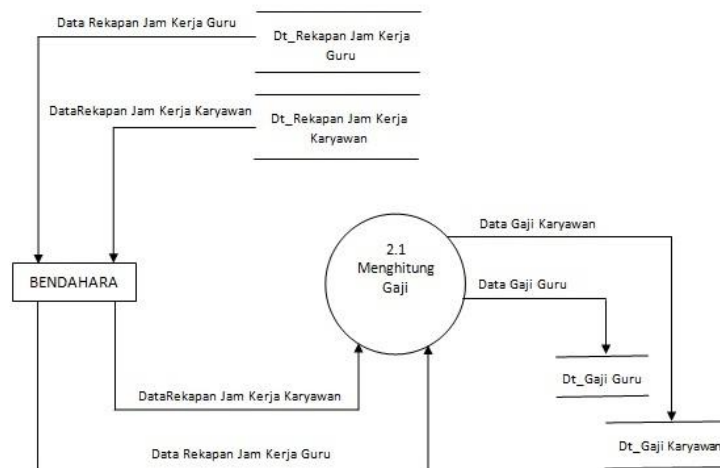 Data Rekapan Jam Kerja Guru
Dt_Rekapan Jam Kerja
Guru
DataRekapan Jam Kerja Karyawan
Dt_Rekapan Jam Kerja
Karyawan
Data Gaji Karyawan
2.1
Menghitung
Gaji
BENDAHARA
Data Gaji Guru
Dt_Gaji Guru
DataRekapan Jam Kerja Karyawan
Dt_Gaji Karyawan
Data Rekapan Jam Kerja Guru